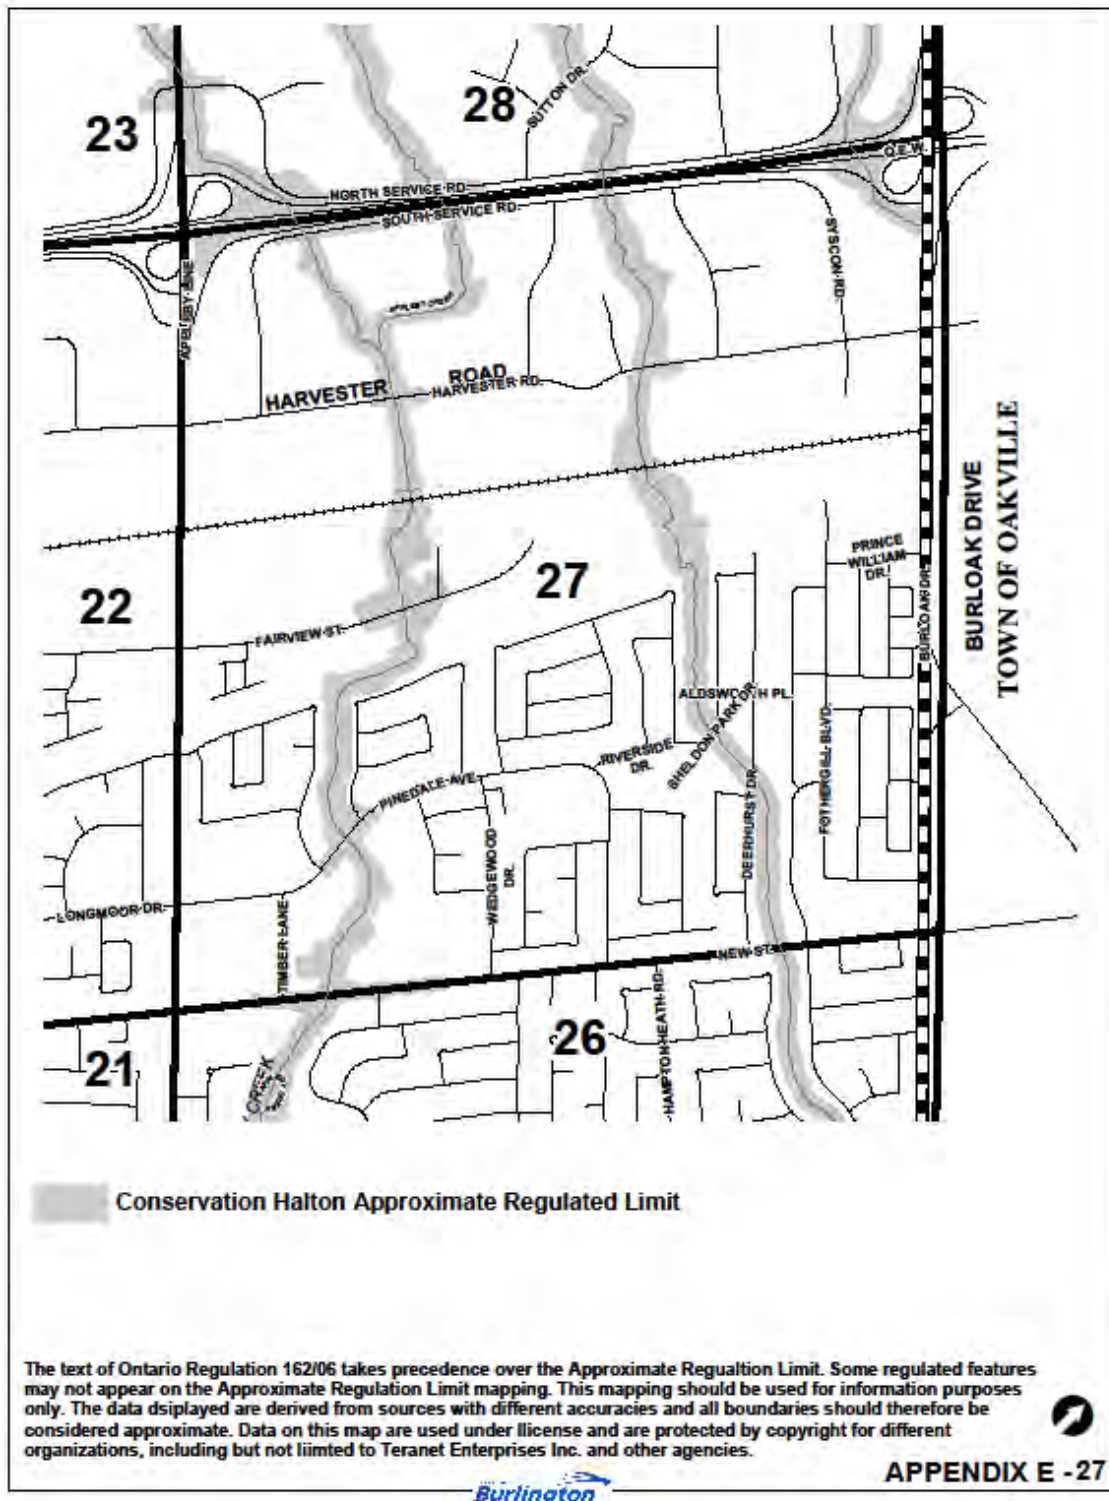 23
28
SUTTON DR.
Q.E.W.
NORTH SERVICE RD
SOUTH SERVICE RD.
SYSCON RD.
APPLEBY LINE
HARVESTER ROAD
HARVESTER RD.
BURLOAK DRIVE
TOWN OF OAKVILLE
PRINCE
WILLIAM
DR.
BURLOAK DR.
22
27
FAIRVIEW ST.
ALDSWORTH PL.
SHELDON PARK DR.
RIVERSIDE
DR.
FOTHERGILL BLVD.
PINEDALE AVE.
DEERHURST DR.
WEDGEWOOD
DR.
LONGMOOR DR.
TIMBER LANE
NEW ST.
21
26
HAMPTON HEATH RD.
CREEK
Conservation Halton Approximate Regulated Limit
The text of Ontario Regulation 162/06 takes precedence over the Approximate Regualtion Limit. Some regulated features
may not appear on the Approximate Regulation Limit mapping. This mapping should be used for information purposes
only. The data dsiplayed are derived from sources with different accuracies and all boundaries should therefore be
considered approximate. Data on this map are used under llicense and are protected by copyright for different
organizations, including but not liimted to Teranet Enterprises Inc. and other agencies.
APPENDIX E - 27
Burlington